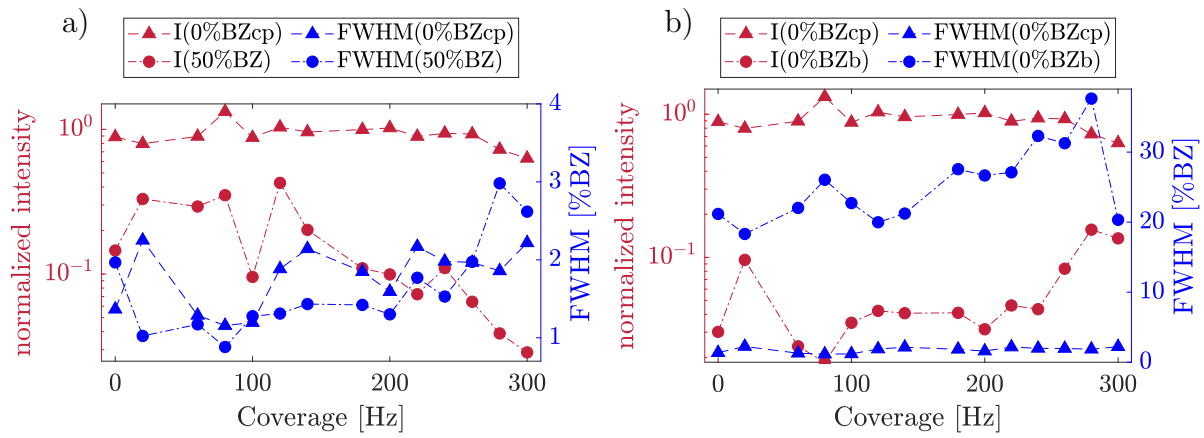 a)
I(0%BZcp) FWHM(0%BZcp)
I(50%BZ) FWHM(50%BZ)
normalized intensity
10^0
10^-1
4
3
2
1
FWHM [%BZ]
0 100 200 300
Coverage [Hz]
b)
I(0%BZcp) FWHM(0%BZcp)
I(0%BZb) FWHM(0%BZb)
normalized intensity
10^0
10^-1
30
20
10
0
FWHM [%BZ]
0 100 200 300
Coverage [Hz]